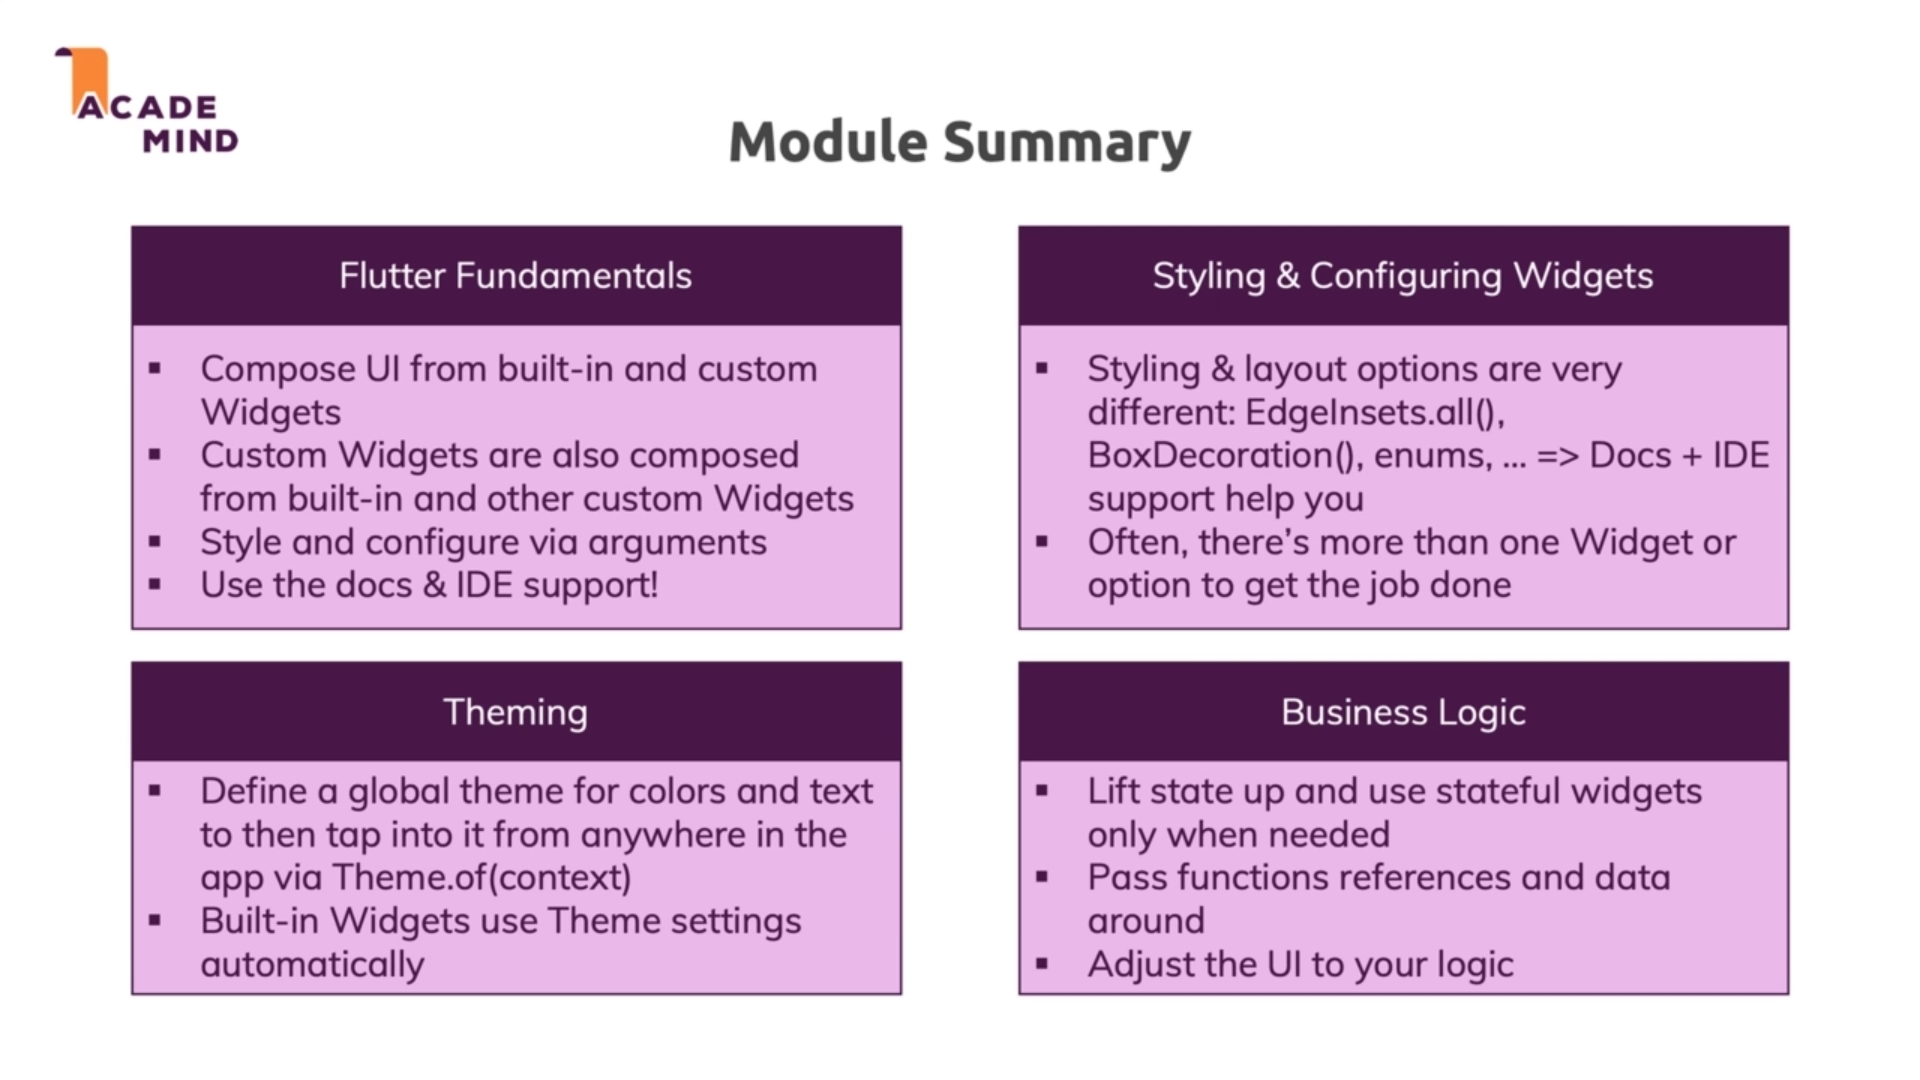 ACADE
MIND
Module Summary
Flutter Fundamentals
▪ Compose UI from built-in and custom
Widgets
▪ Custom Widgets are also composed
from built-in and other custom Widgets
▪ Style and configure via arguments
▪ Use the docs & IDE support!
Styling & Configuring Widgets
▪ Styling & layout options are very
different: EdgeInsets.all(),
BoxDecoration(), enums, ... => Docs + IDE
support help you
▪ Often, there’s more than one Widget or
option to get the job done
Theming
▪ Define a global theme for colors and text
to then tap into it from anywhere in the
app via Theme.of(context)
▪ Built-in Widgets use Theme settings
automatically
Business Logic
▪ Lift state up and use stateful widgets
only when needed
▪ Pass functions references and data
around
▪ Adjust the UI to your logic